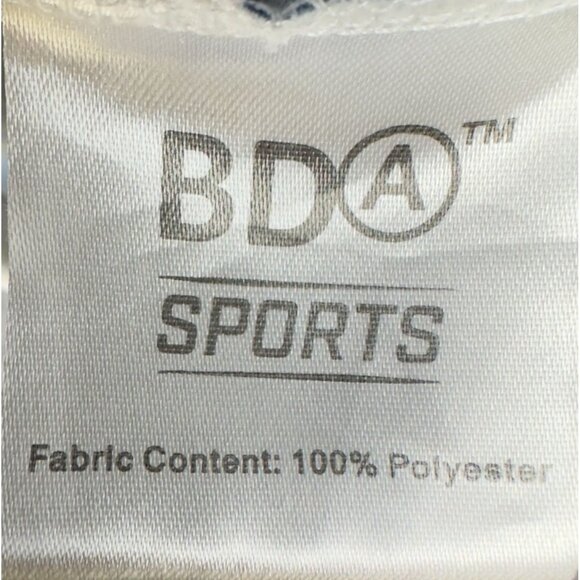 BDA™
SPORTS
Fabric Content: 100% Polyester